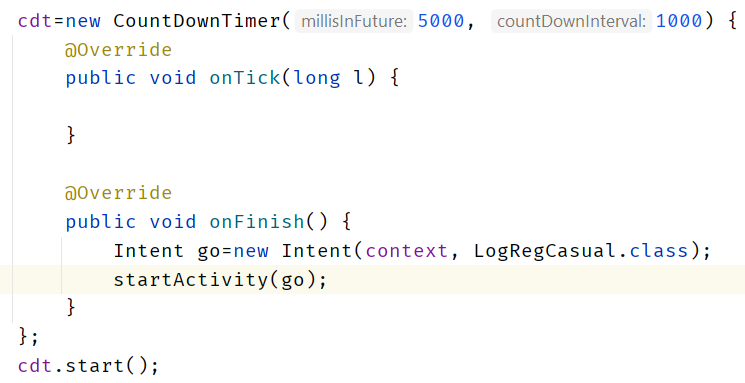 cdt=new CountDownTimer( millisInFuture: 5000, countDownInterval: 1000) {
@Override
public void onTick(long l) {
}
@Override
public void onFinish() {
Intent go=new Intent(context, LogRegCasual.class);
startActivity(go);
}
};
cdt.start();